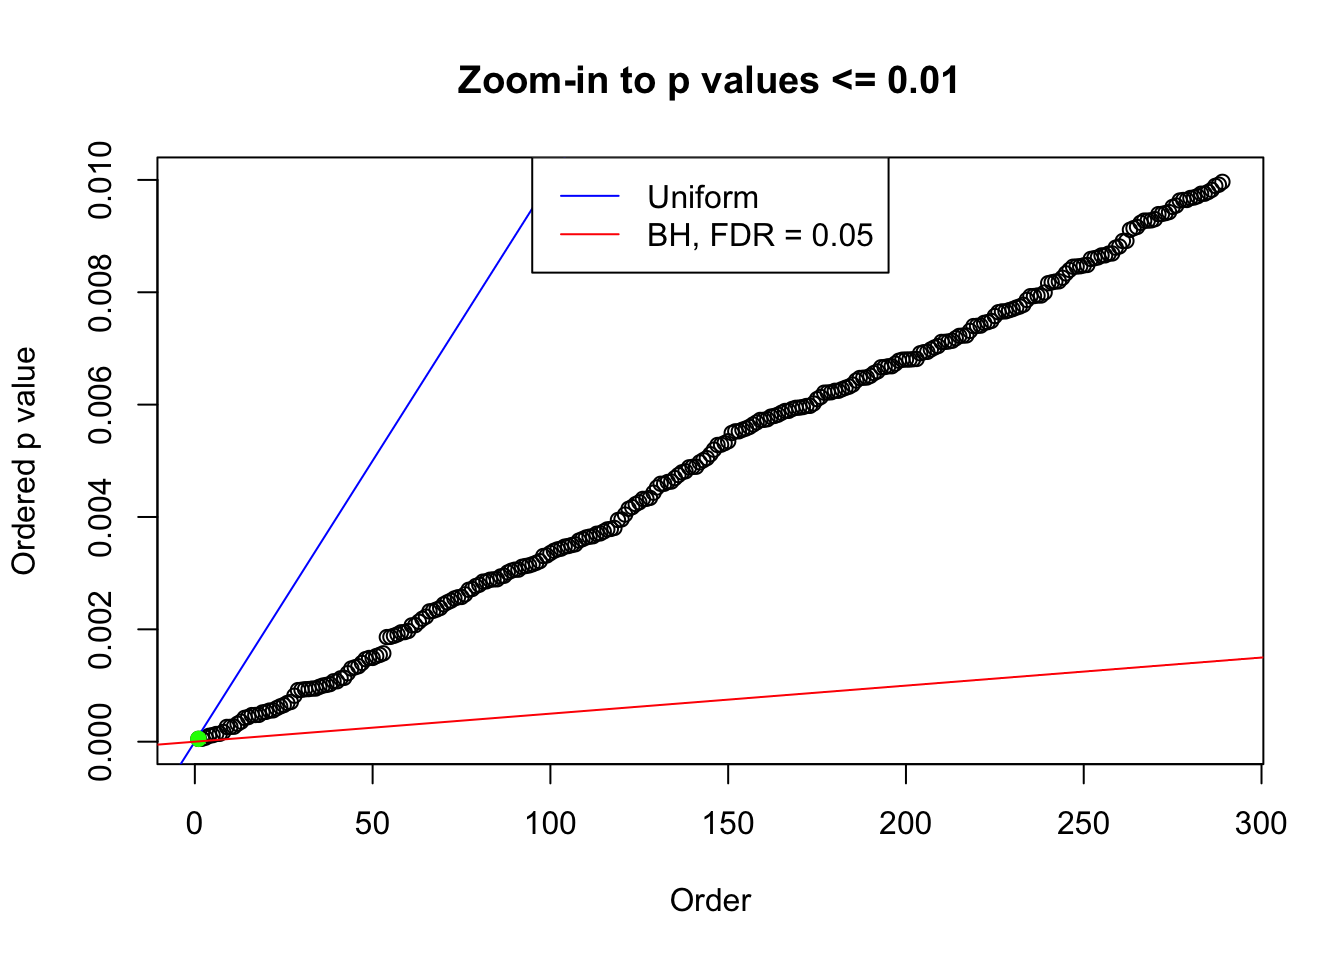 Zoom-in to p values <= 0.01
Uniform
BH, FDR = 0.05
Ordered p value
0.010
0.008
0.006
0.004
0.002
0.000
0 50 100 150 200 250 300
Order